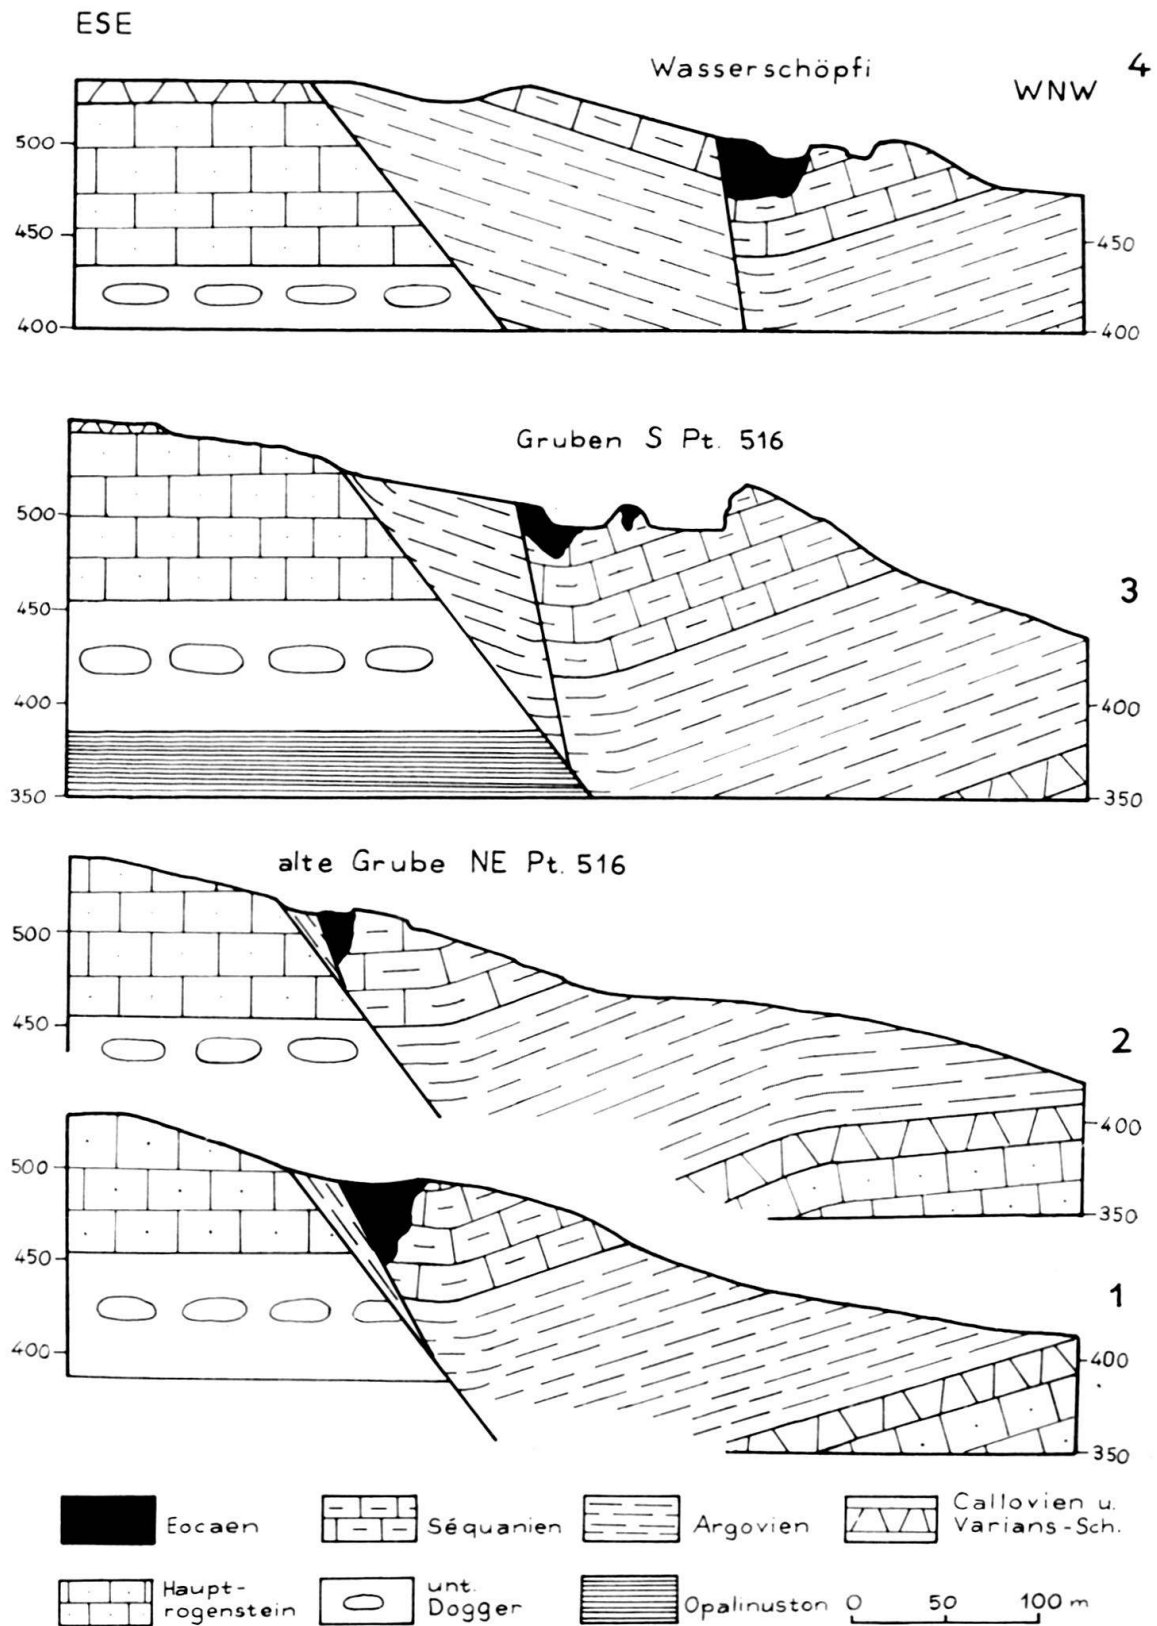 ESE
Wasserschöpfi
4
WNW
500
450
400
450
400
Gruben S Pt. 516
500
450
400
350
3
400
350
alte Grube NE Pt. 516
500
450
2
400
350
500
450
400
1
400
350
Eocaen
Séquanien
Argovien
Callovien u.
Varians-Sch.
Haupt-
rogenstein
unt.
Dogger
Opalinuston
0 50 100 m